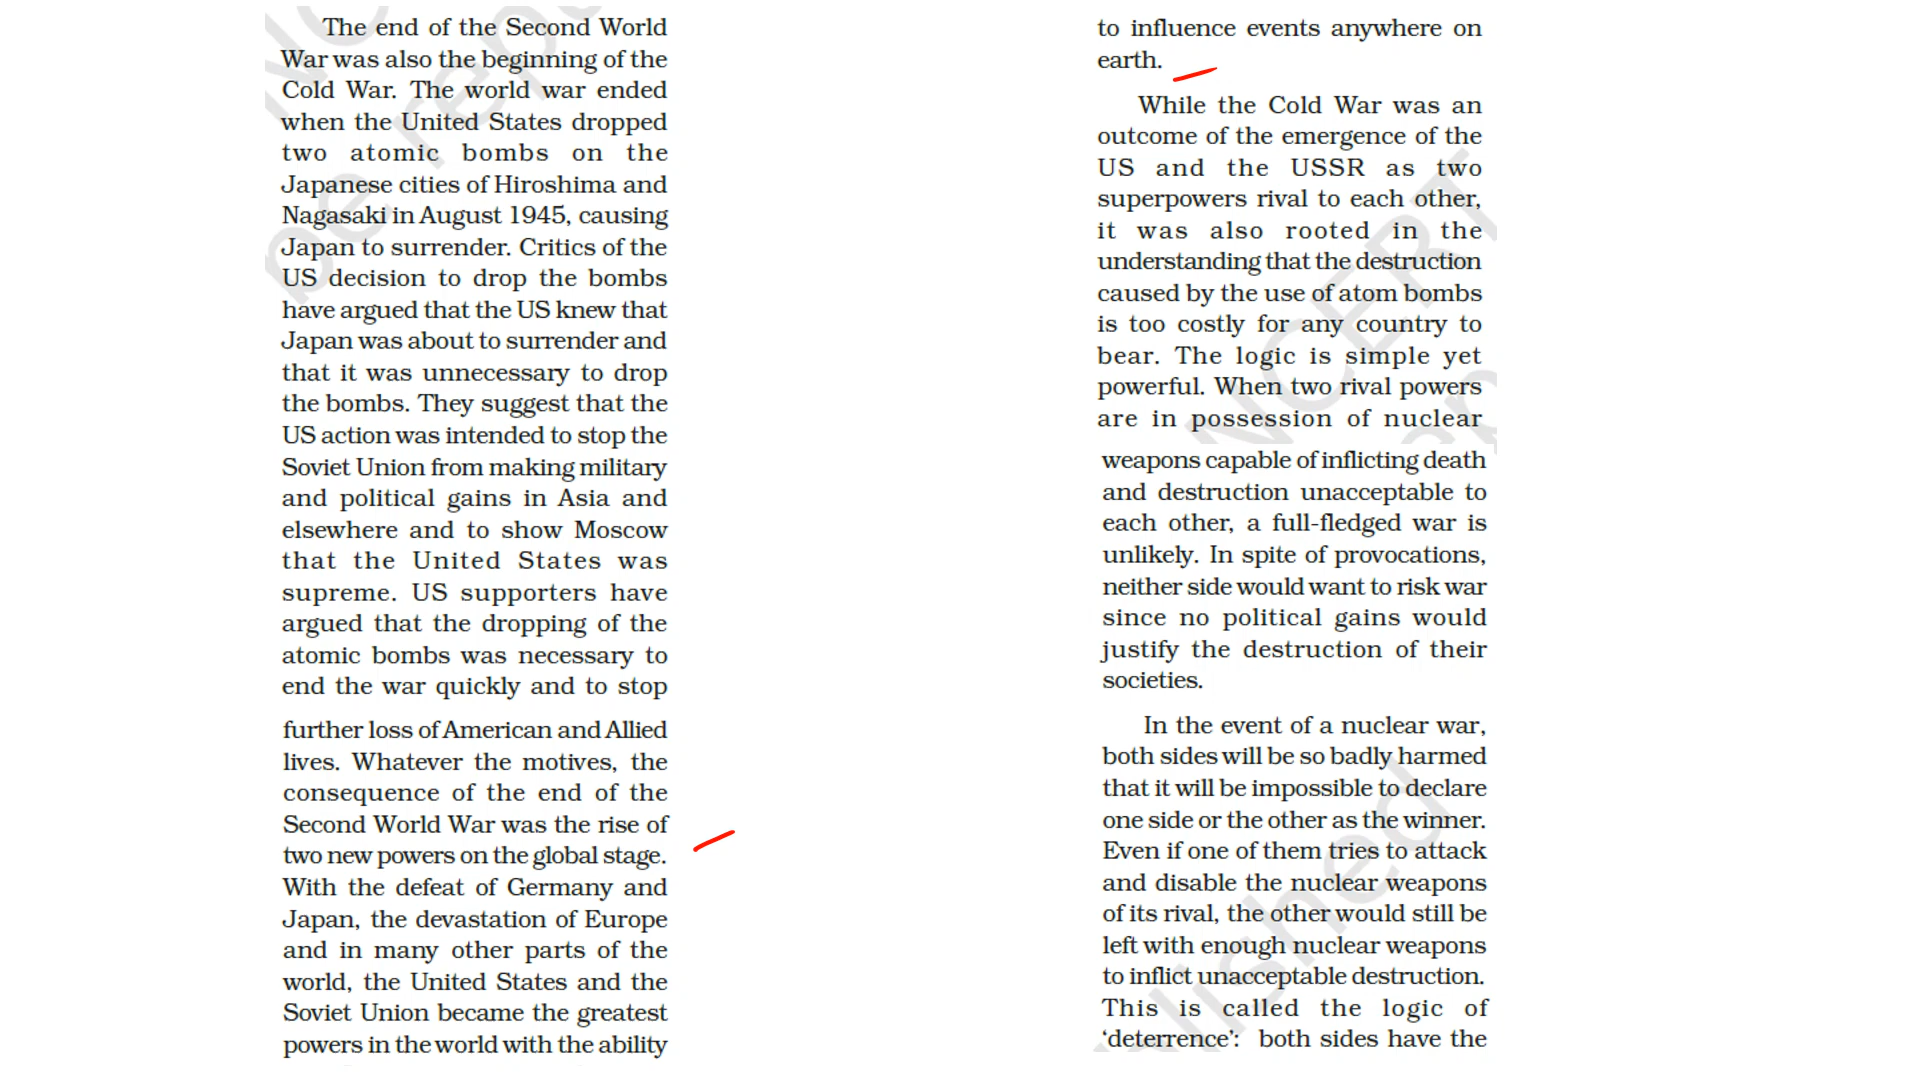 The end of the Second World
War was also the beginning of the
Cold War. The world war ended
when the United States dropped
two atomic bombs on the
Japanese cities of Hiroshima and
Nagasaki in August 1945, causing
Japan to surrender. Critics of the
US decision to drop the bombs
have argued that the US knew that
Japan was about to surrender and
that it was unnecessary to drop
the bombs. They suggest that the
US action was intended to stop the
Soviet Union from making military
and political gains in Asia and
elsewhere and to show Moscow
that the United States was
supreme. US supporters have
argued that the dropping of the
atomic bombs was necessary to
end the war quickly and to stop
further loss of American and Allied
lives. Whatever the motives, the
consequence of the end of the
Second World War was the rise of
two new powers on the global stage.
With the defeat of Germany and
Japan, the devastation of Europe
and in many other parts of the
world, the United States and the
Soviet Union became the greatest
powers in the world with the ability
to influence events anywhere on
earth.
While the Cold War was an
outcome of the emergence of the
US and the USSR as two
superpowers rival to each other,
it was also rooted in the
understanding that the destruction
caused by the use of atom bombs
is too costly for any country to
bear. The logic is simple yet
powerful. When two rival powers
are in possession of nuclear
weapons capable of inflicting death
and destruction unacceptable to
each other, a full-fledged war is
unlikely. In spite of provocations,
neither side would want to risk war
since no political gains would
justify the destruction of their
societies.
In the event of a nuclear war,
both sides will be so badly harmed
that it will be impossible to declare
one side or the other as the winner.
Even if one of them tries to attack
and disable the nuclear weapons
of its rival, the other would still be
left with enough nuclear weapons
to inflict unacceptable destruction.
This is called the logic of
‘deterrence’: both sides have the
be
NCERT